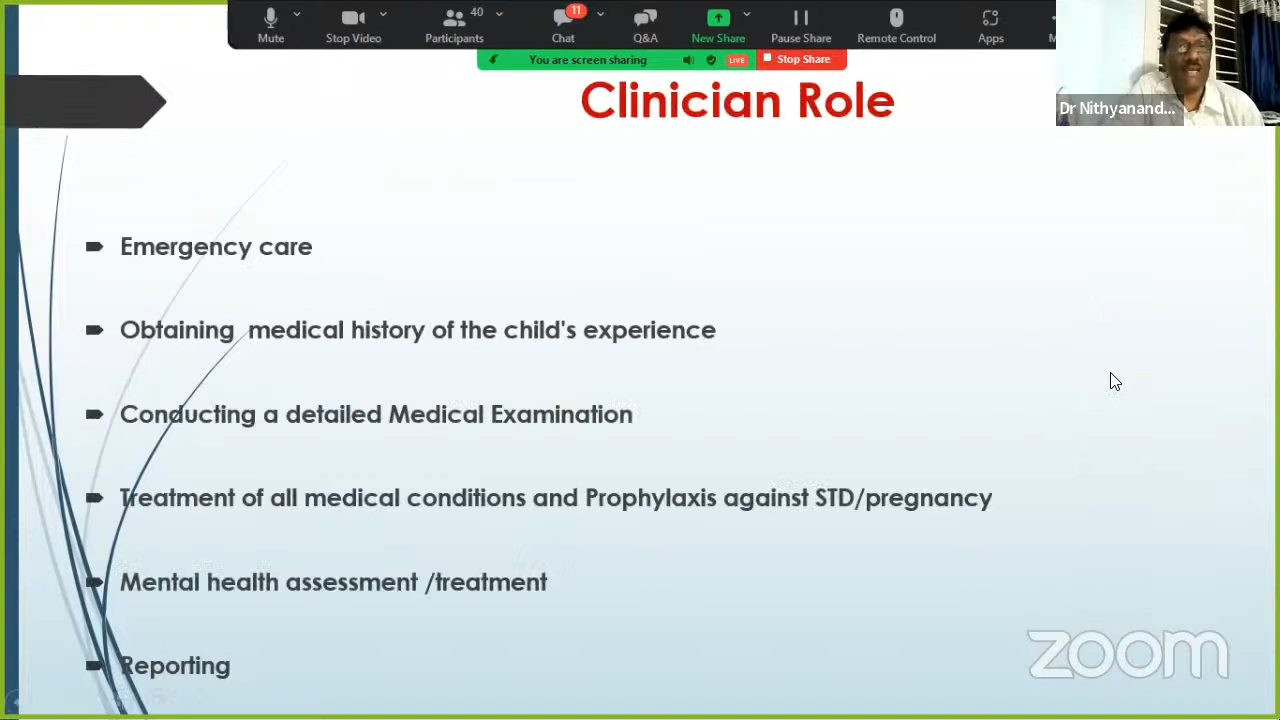 40
11
Mute
Stop Video
Participants
Chat
Q&A
New Share
Pause Share
Remote Control
Apps
M
You are screen sharing
LIVE
Stop Share
Dr Nithyanand...
Clinician Role
Emergency care
Obtaining medical history of the child's experience
Conducting a detailed Medical Examination
Treatment of all medical conditions and Prophylaxis against STD/pregnancy
Mental health assessment /treatment
Reporting
zoom